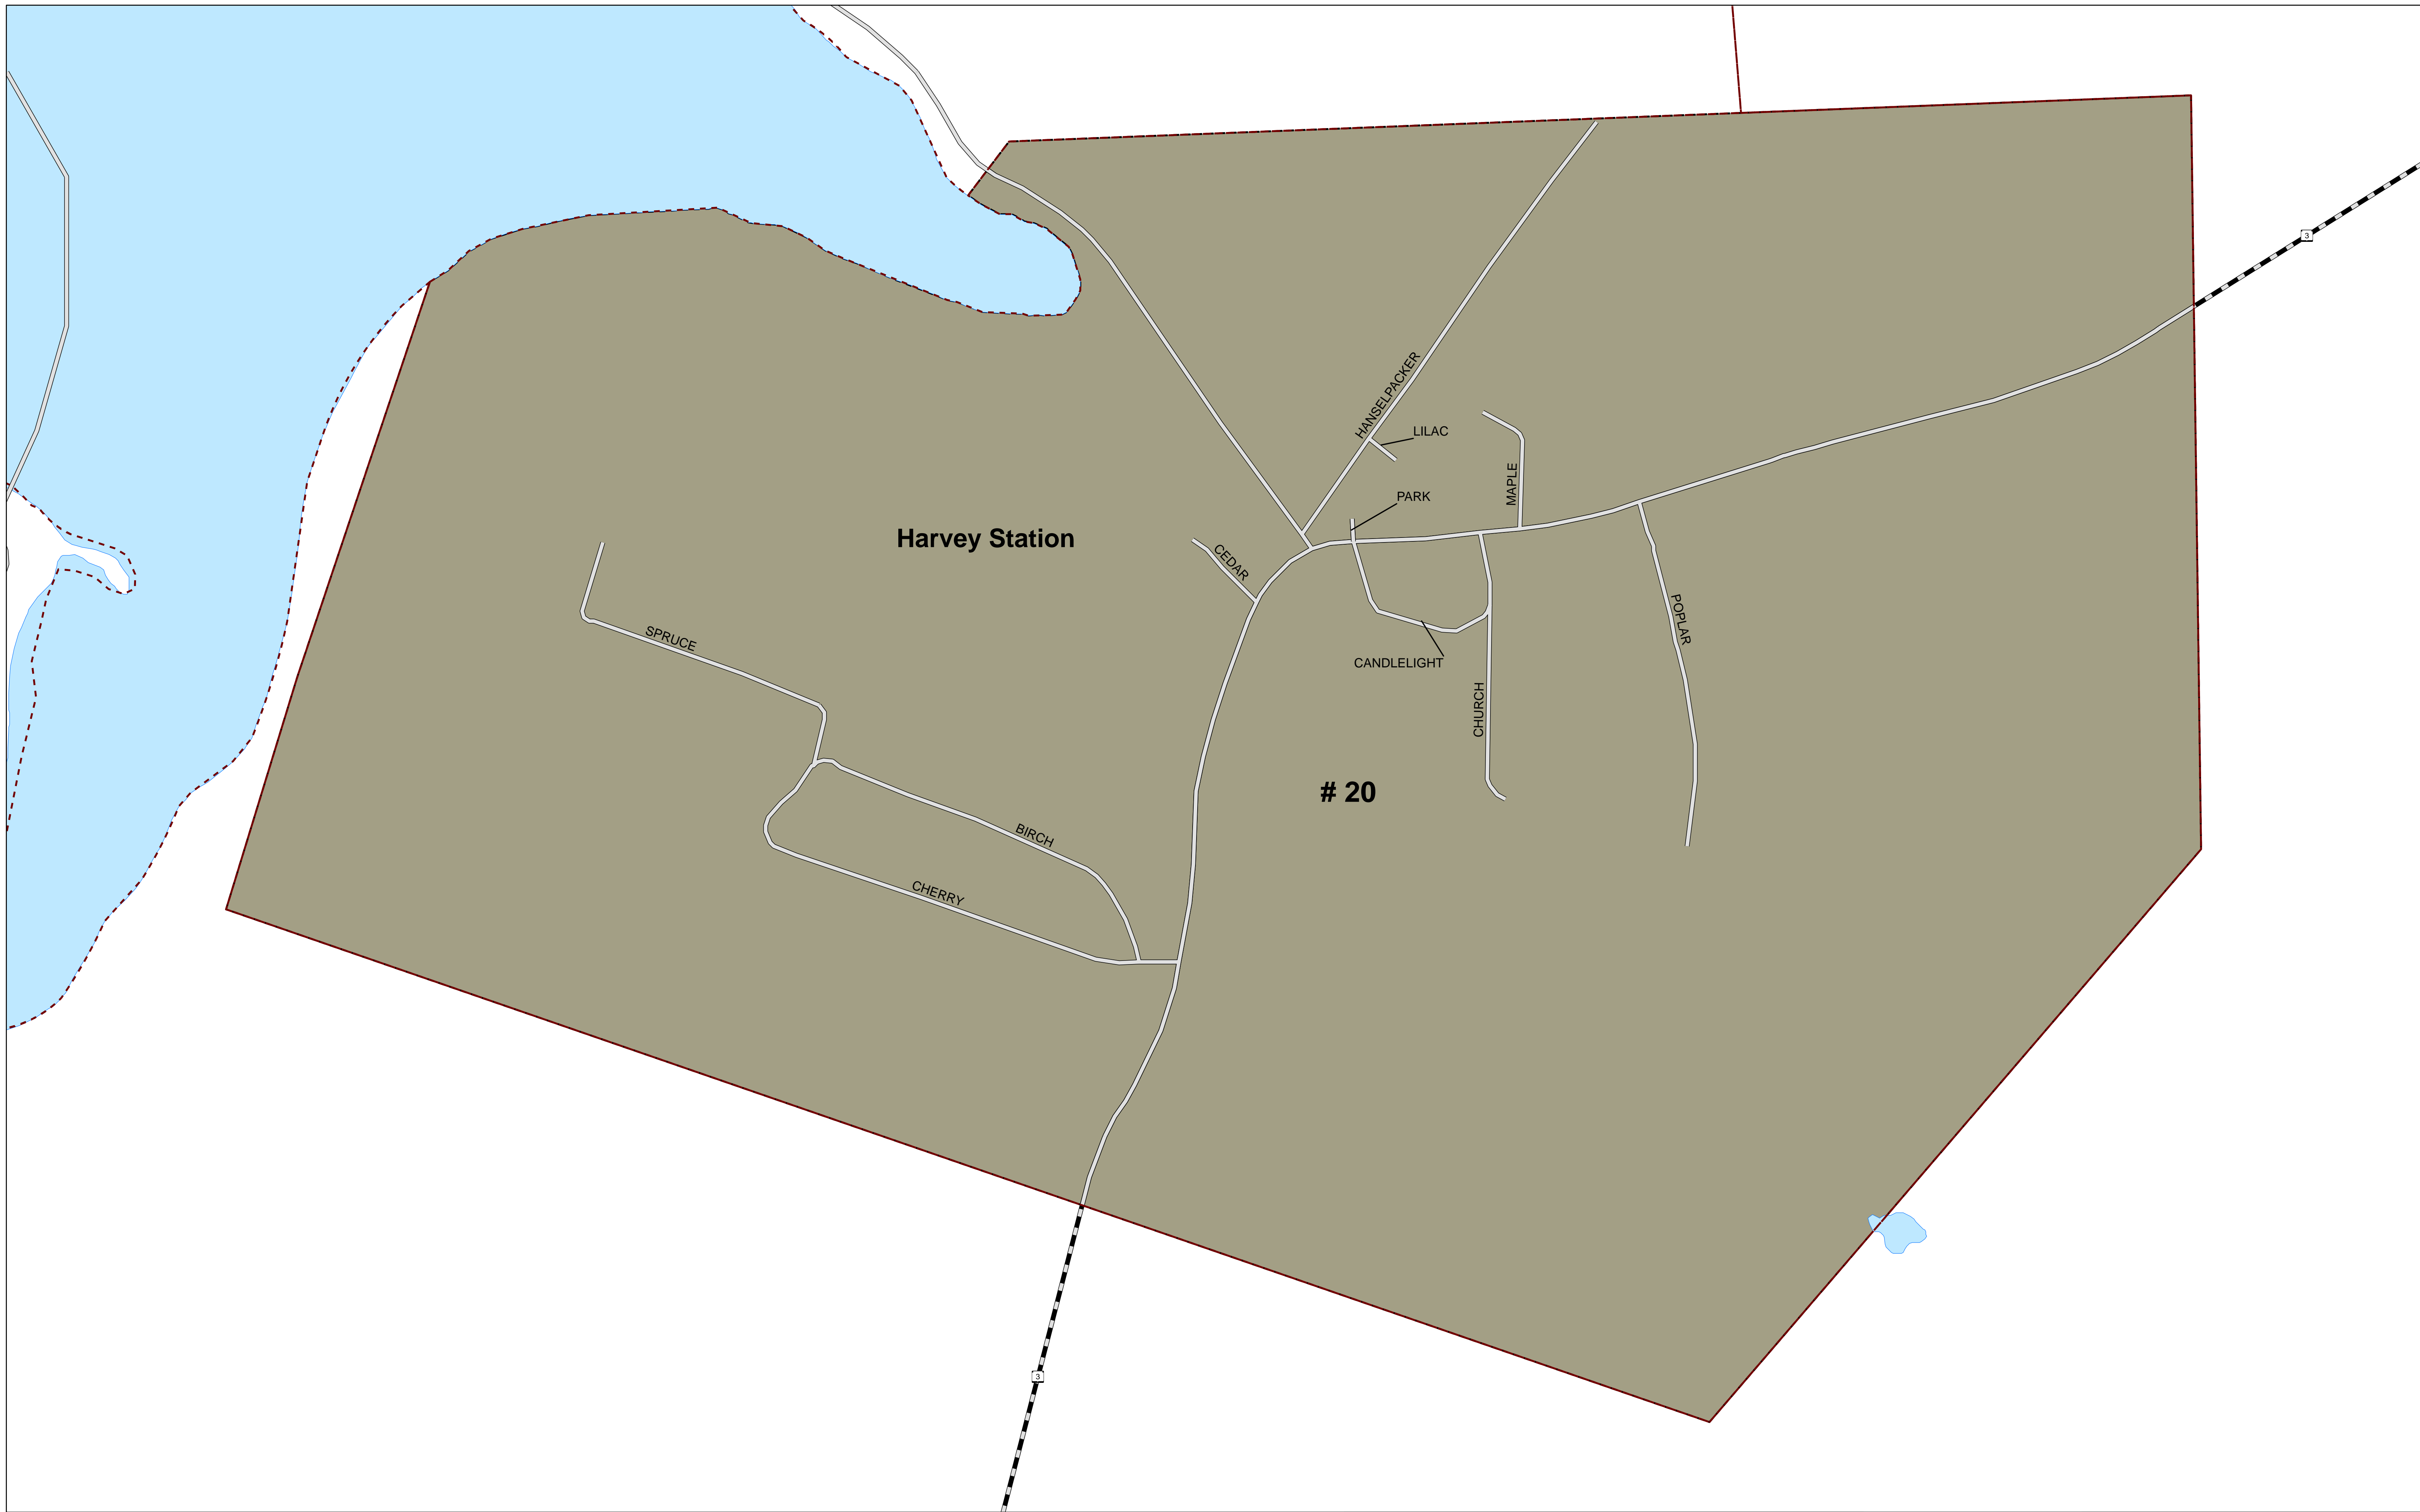 3
HANSELPACKER
LILAC
MAPLE
PARK
Harvey Station
CEDAR
POPLAR
SPRUCE
CANDLELIGHT
CHURCH
# 20
BIRCH
CHERRY
3